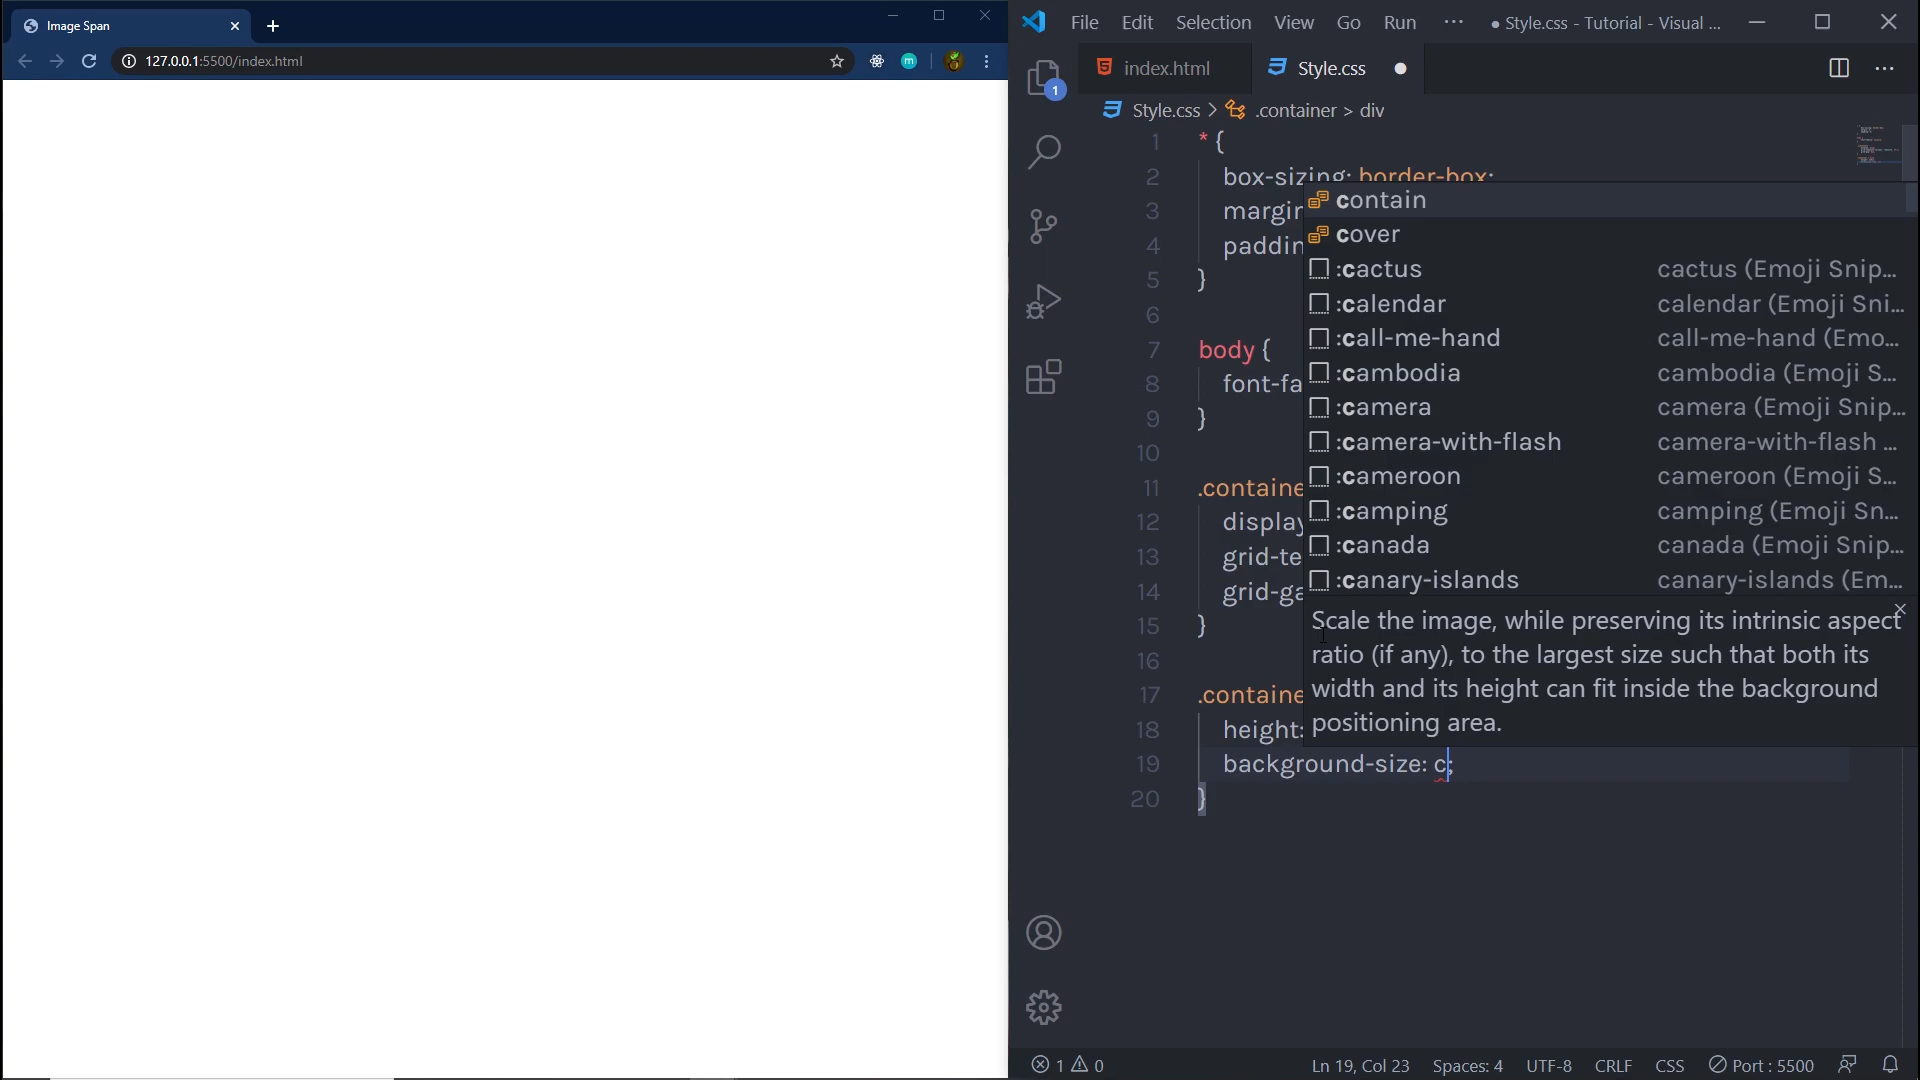 Image Span
127.0.0.1:5500/index.html
m
File Edit Selection View Go Run ··· ● Style.css - Tutorial - Visual ...
index.html Style.css
Style.css > .container > div
1
1 * {
2 box-sizing: border-box;
3 margin
4 paddin
5 }
6
7 body {
8 font-fa
9 }
10
11 .containe
12 display
13 grid-te
14 grid-ga
15 }
16
17 .containe
18 height:
19 background-size: c;
20 }
contain
cover
:cactus cactus (Emoji Snip...
:calendar calendar (Emoji Sni...
:call-me-hand call-me-hand (Emo...
:cambodia cambodia (Emoji S...
:camera camera (Emoji Snip...
:camera-with-flash camera-with-flash ...
:cameroon cameroon (Emoji S...
:camping camping (Emoji Sn...
:canada canada (Emoji Snip...
:canary-islands canary-islands (Em...
Scale the image, while preserving its intrinsic aspect
ratio (if any), to the largest size such that both its
width and its height can fit inside the background
positioning area.
1 0 Ln 19, Col 23 Spaces: 4 UTF-8 CRLF CSS Port : 5500